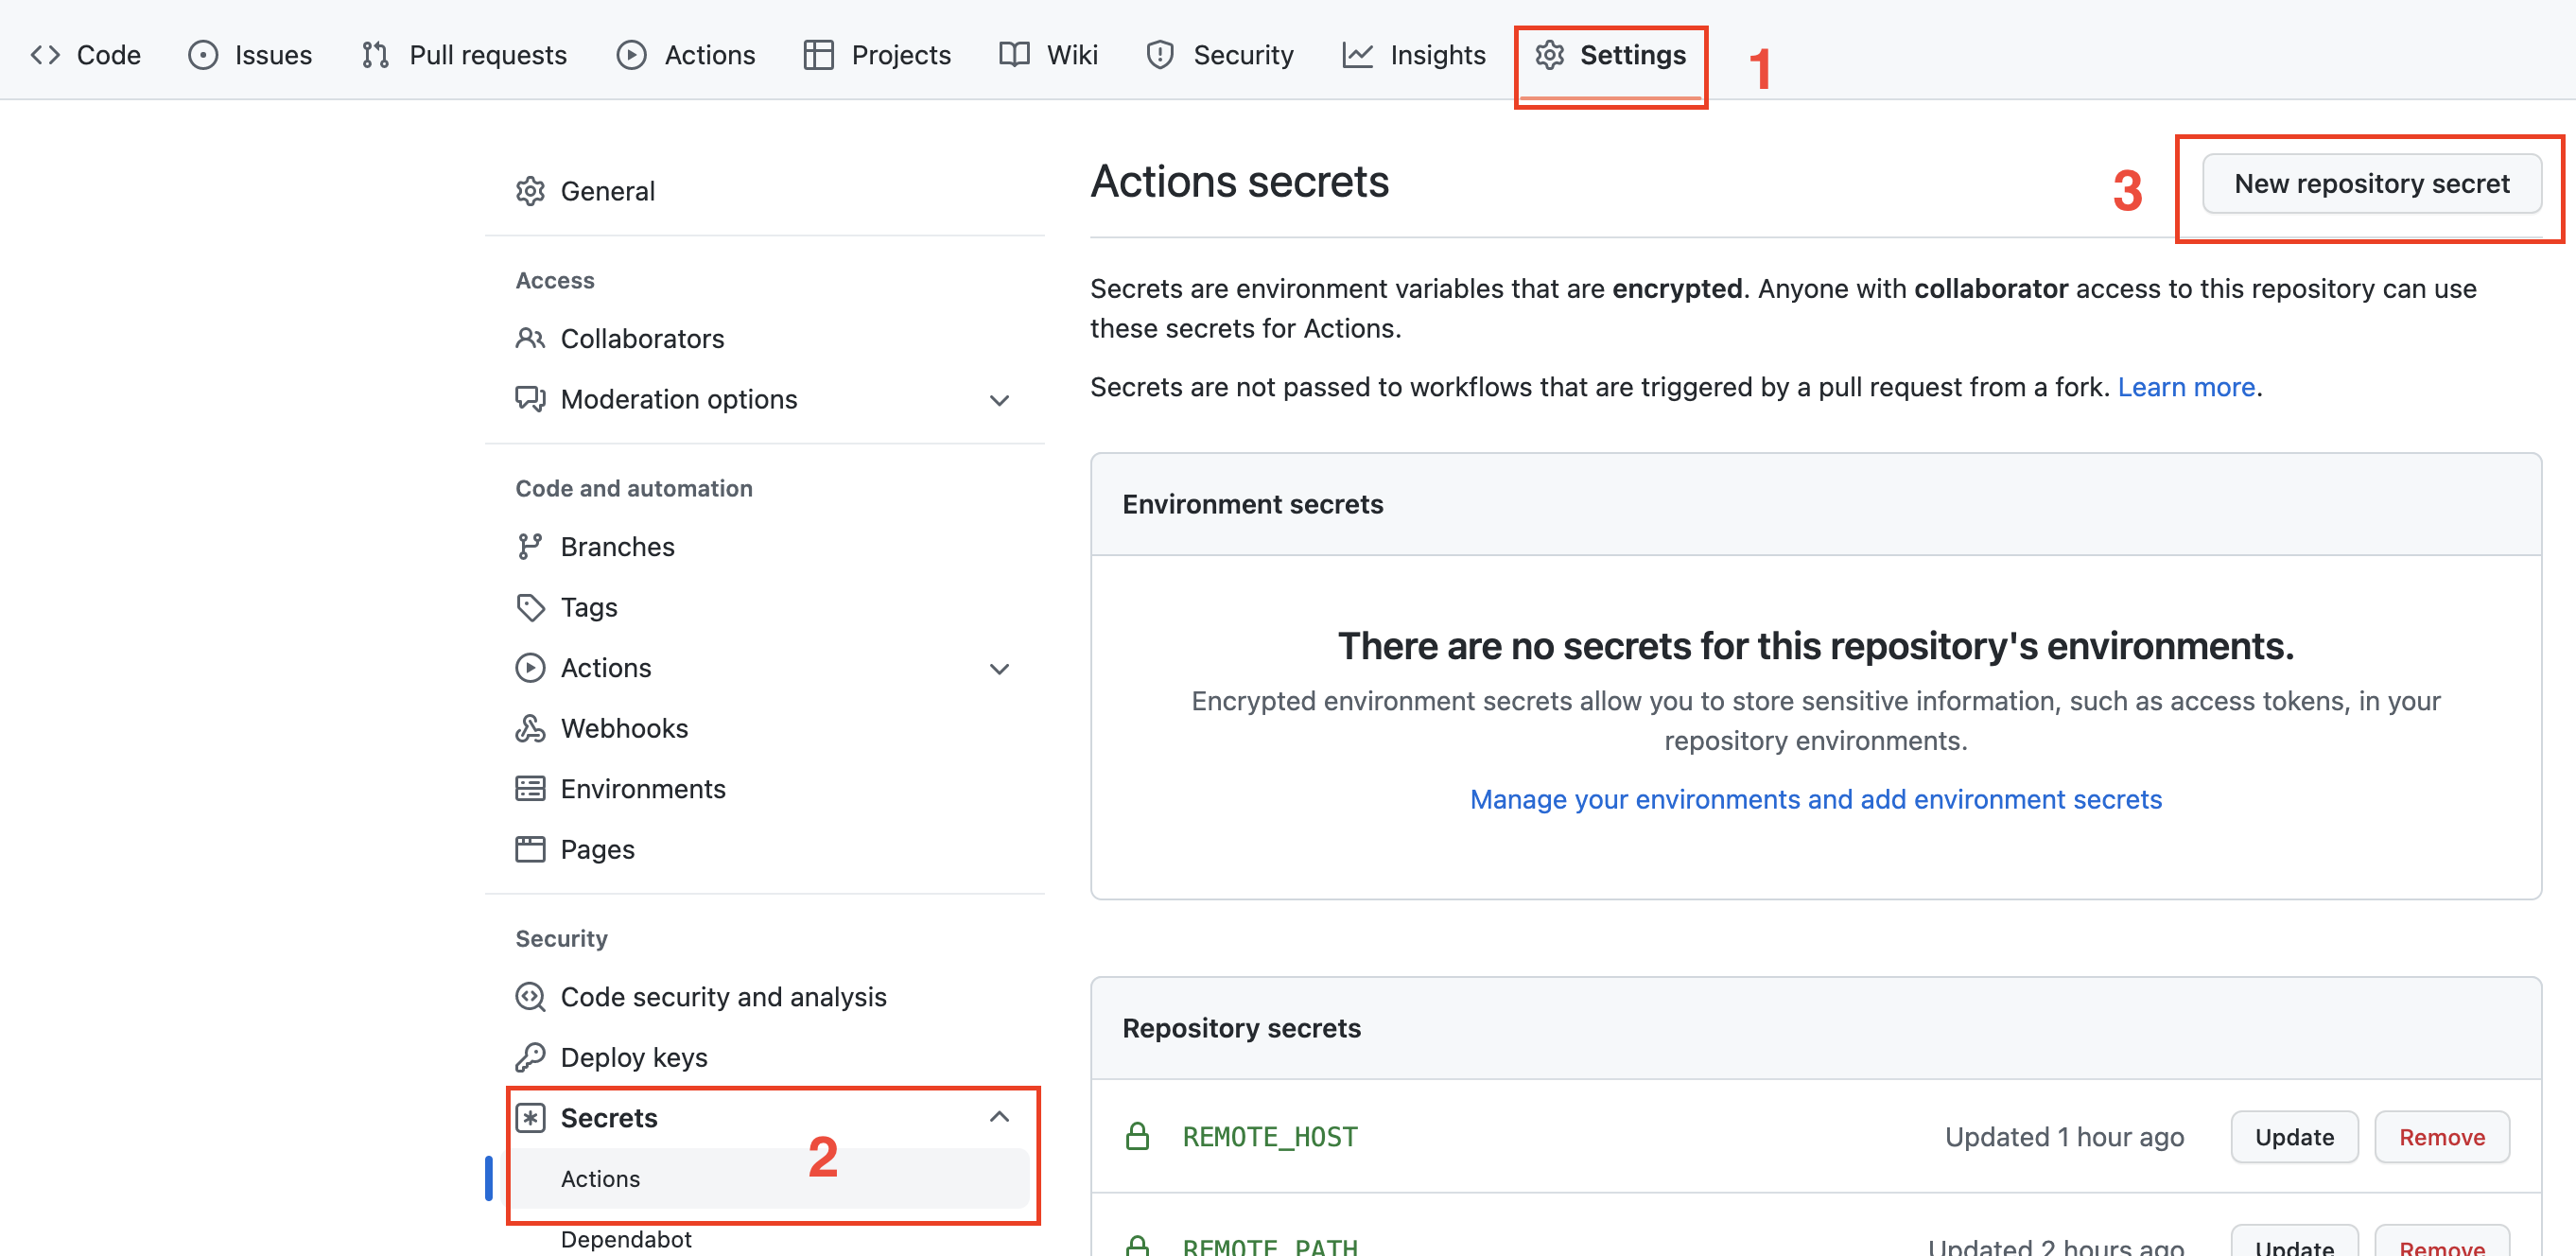 Code Issues Pull requests Actions Projects Wiki Security Insights Settings 1
General
Access
Collaborators
Moderation options
Code and automation
Branches
Tags
Actions
Webhooks
Environments
Pages
Security
Code security and analysis
Deploy keys
Secrets
2
Actions
Dependabot
Actions secrets
3 New repository secret
Secrets are environment variables that are encrypted. Anyone with collaborator access to this repository can use
these secrets for Actions.
Secrets are not passed to workflows that are triggered by a pull request from a fork. Learn more.
Environment secrets
There are no secrets for this repository's environments.
Encrypted environment secrets allow you to store sensitive information, such as access tokens, in your
repository environments.
Manage your environments and add environment secrets
Repository secrets
REMOTE_HOST Updated 1 hour ago Update Remove
REMOTE_PATH Updated 2 hours ago Update Remove